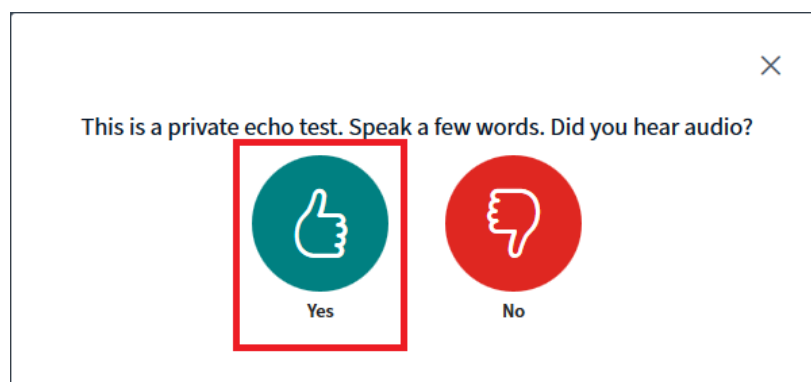 This is a private echo test. Speak a few words. Did you hear audio?
Yes
No